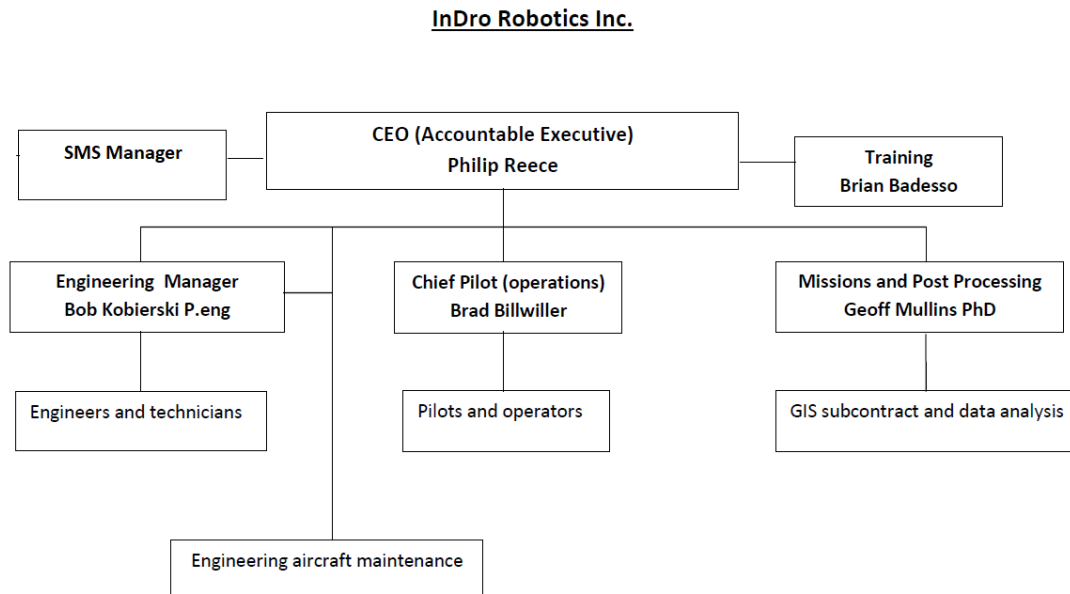 InDro Robotics Inc.
SMS Manager
CEO (Accountable Executive)
Philip Reece
Training
Brian Badesso
Engineering Manager
Bob Kobierski P.eng
Chief Pilot (operations)
Brad Billwiller
Missions and Post Processing
Geoff Mullins PhD
Engineers and technicians
Pilots and operators
GIS subcontract and data analysis
Engineering aircraft maintenance